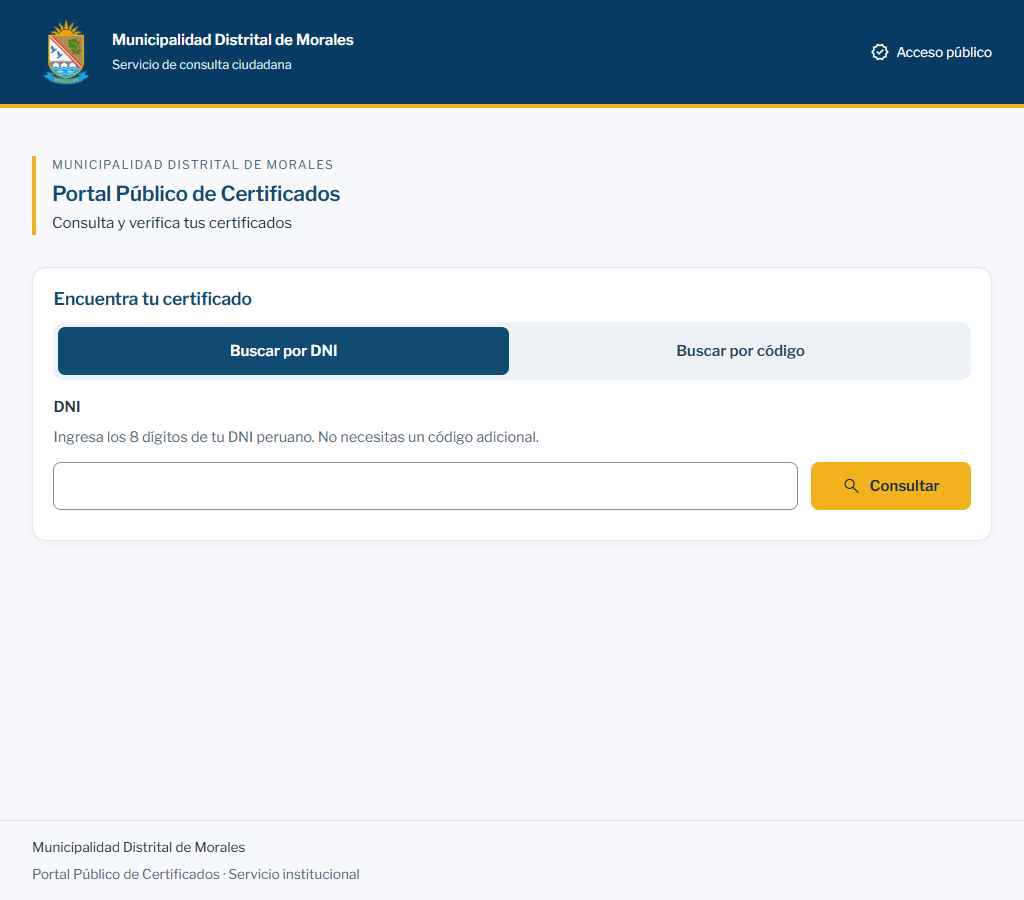 Municipalidad Distrital de Morales
Servicio de consulta ciudadana
Acceso público
MUNICIPALIDAD DISTRITAL DE MORALES
Portal Público de Certificados
Consulta y verifica tus certificados
Encuentra tu certificado
Buscar por DNI
Buscar por código
DNI
Ingresa los 8 dígitos de tu DNI peruano. No necesitas un código adicional.
Consultar
Municipalidad Distrital de Morales
Portal Público de Certificados · Servicio institucional